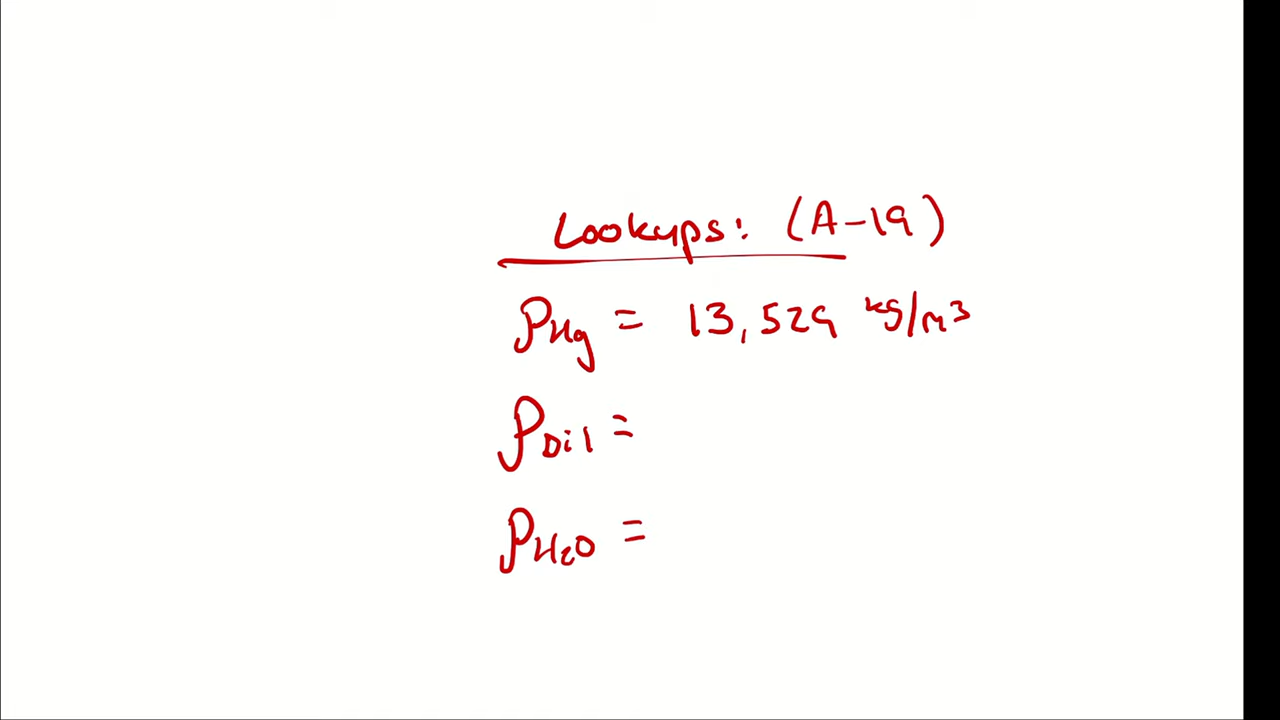 Lookups: (A-19)
ρHg = 13,529 kg/m³
ρoil =
ρH₂O =